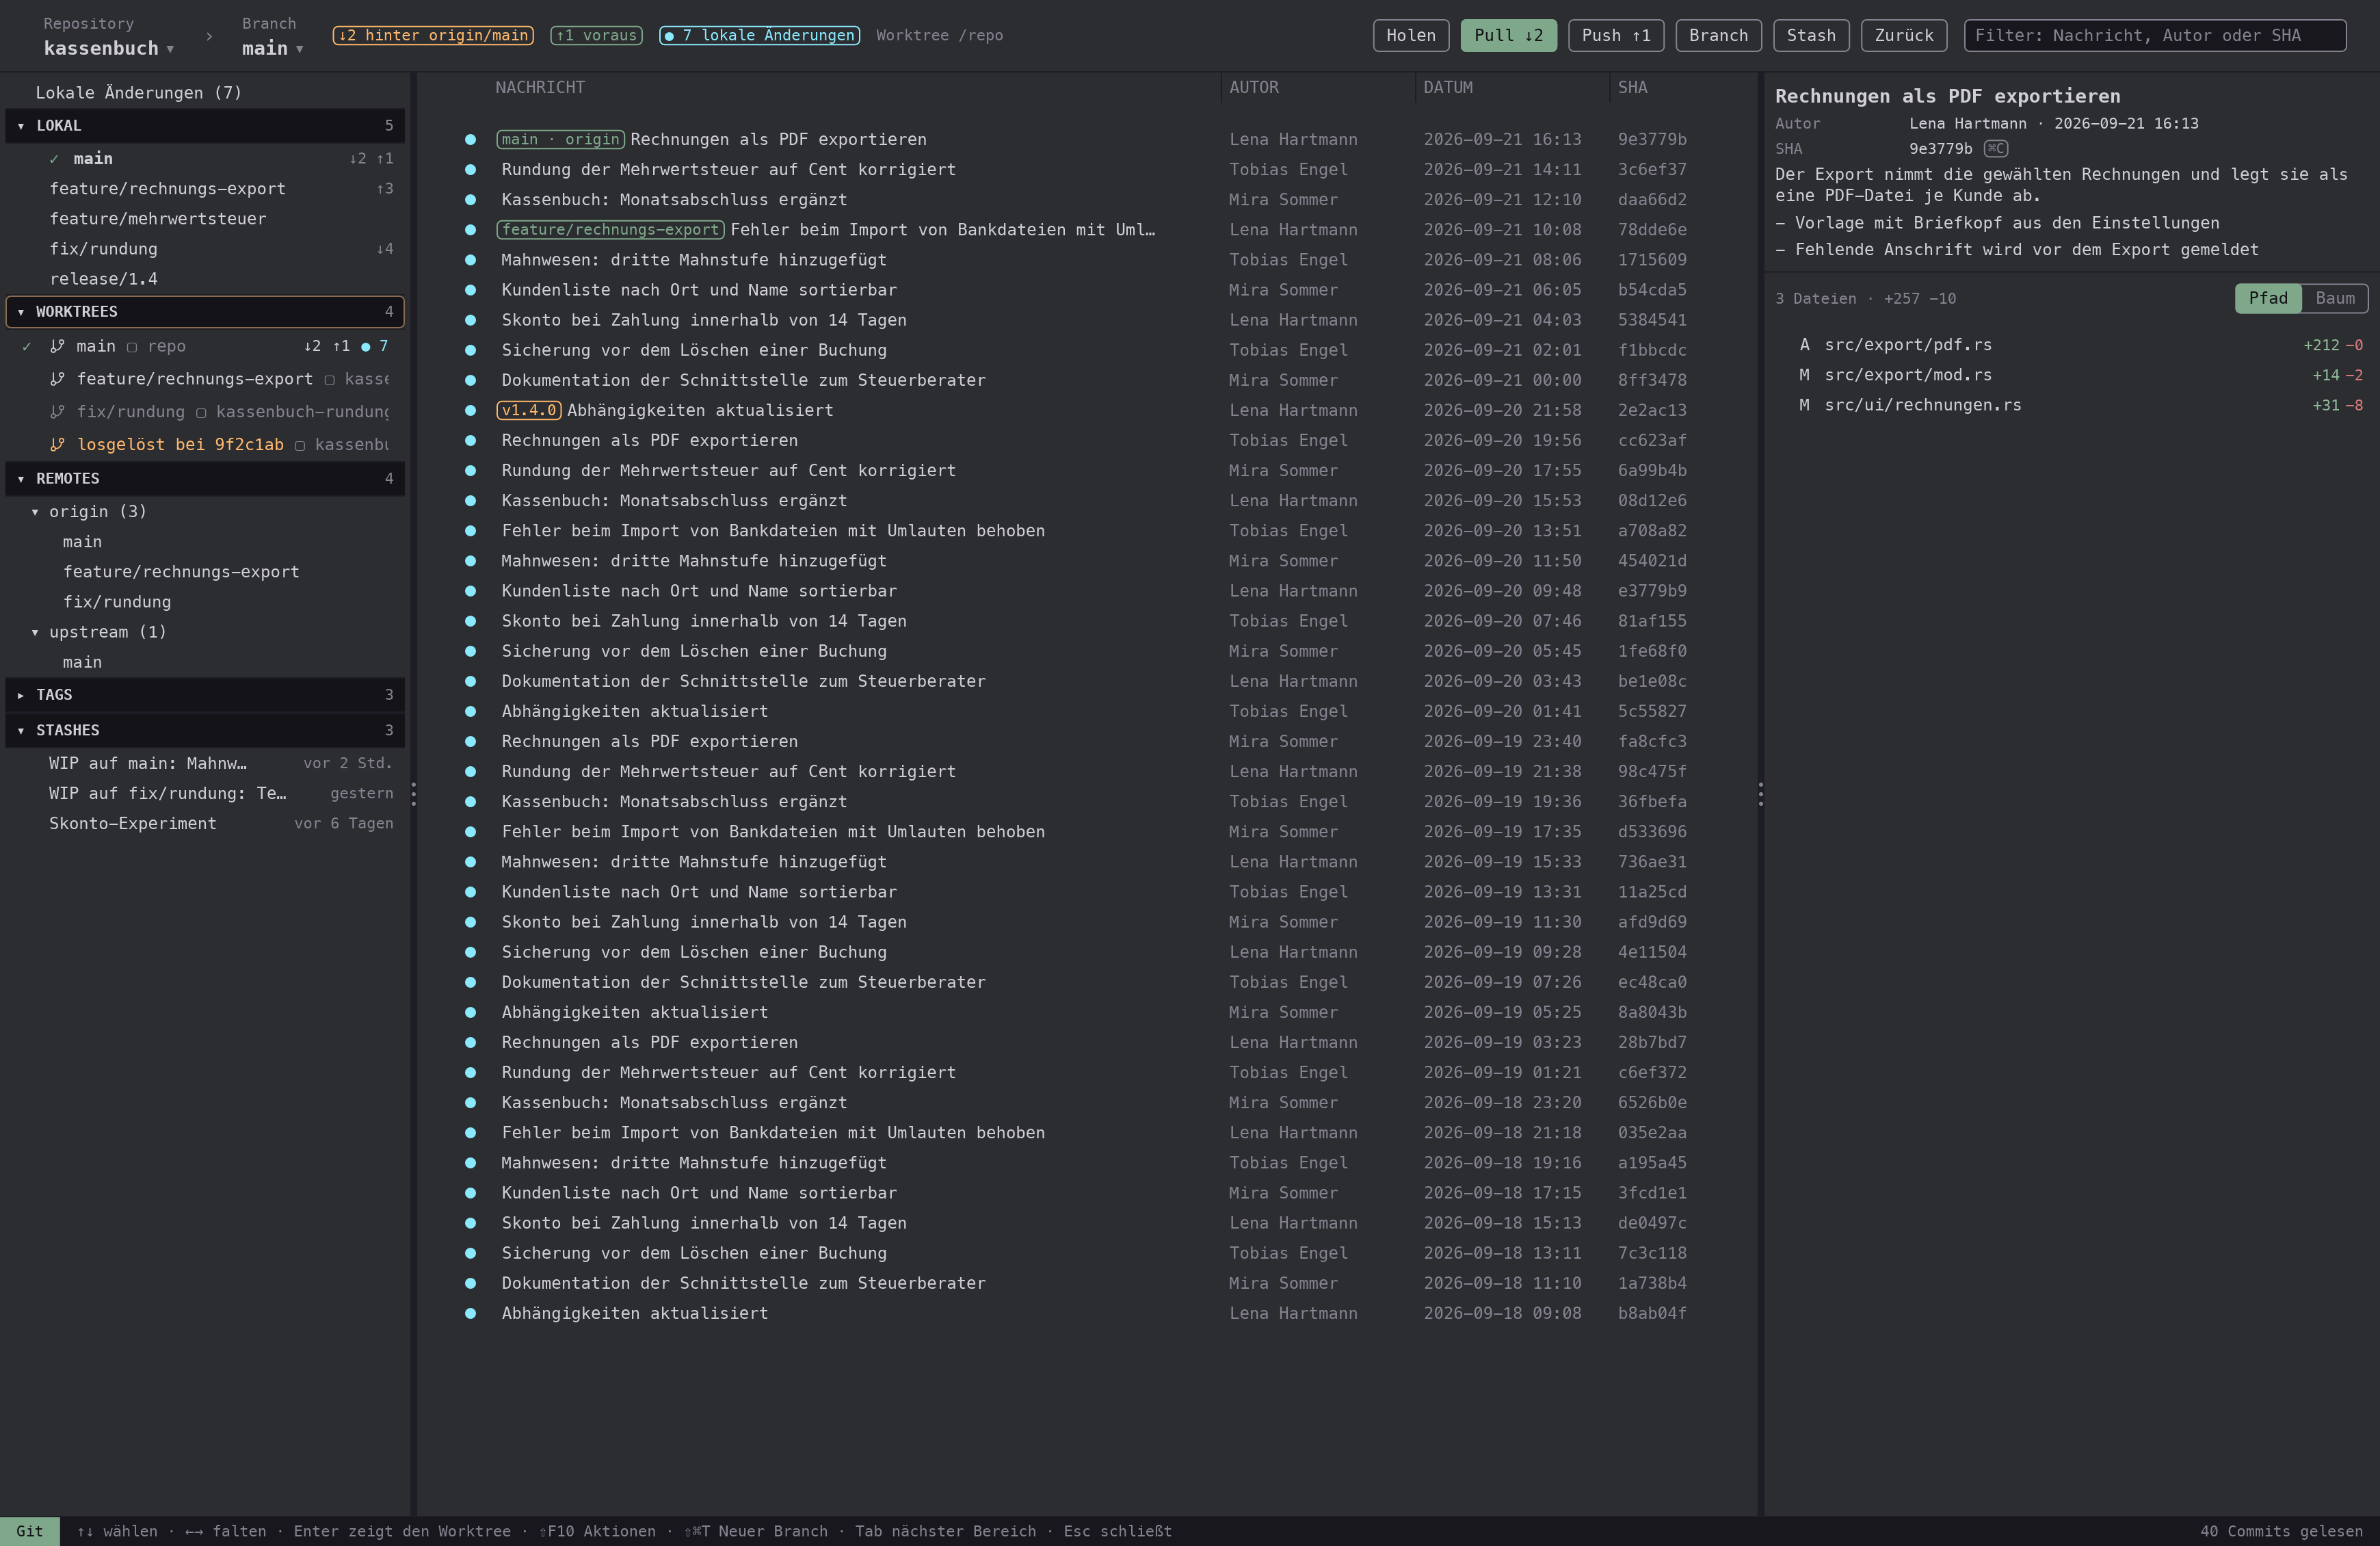 Repository
kassenbuch ▾
›
Branch
main ▾
↓2 hinter origin/main
↑1 voraus
● 7 lokale Änderungen
Worktree /repo
Holen
Pull ↓2
Push ↑1
Branch
Stash
Zurück
Filter: Nachricht, Autor oder SHA
Lokale Änderungen (7)
▾ LOKAL 5
✓ main ↓2 ↑1
feature/rechnungs-export ↑3
feature/mehrwertsteuer
fix/rundung ↓4
release/1.4
▾ WORKTREES 4
✓ main ▢ repo ↓2 ↑1 ● 7
feature/rechnungs-export ▢ kasse
fix/rundung ▢ kassenbuch-rundung
losgelöst bei 9f2c1ab ▢ kassenbu
▾ REMOTES 4
▾ origin (3)
main
feature/rechnungs-export
fix/rundung
▾ upstream (1)
main
▸ TAGS 3
▾ STASHES 3
WIP auf main: Mahnw… vor 2 Std.
WIP auf fix/rundung: Te… gestern
Skonto-Experiment vor 6 Tagen
NACHRICHT AUTOR DATUM SHA
main · origin Rechnungen als PDF exportieren Lena Hartmann 2026-09-21 16:13 9e3779b
Rundung der Mehrwertsteuer auf Cent korrigiert Tobias Engel 2026-09-21 14:11 3c6ef37
Kassenbuch: Monatsabschluss ergänzt Mira Sommer 2026-09-21 12:10 daa66d2
feature/rechnungs-export Fehler beim Import von Bankdateien mit Uml… Lena Hartmann 2026-09-21 10:08 78dde6e
Mahnwesen: dritte Mahnstufe hinzugefügt Tobias Engel 2026-09-21 08:06 1715609
Kundenliste nach Ort und Name sortierbar Mira Sommer 2026-09-21 06:05 b54cda5
Skonto bei Zahlung innerhalb von 14 Tagen Lena Hartmann 2026-09-21 04:03 5384541
Sicherung vor dem Löschen einer Buchung Tobias Engel 2026-09-21 02:01 f1bbcdc
Dokumentation der Schnittstelle zum Steuerberater Mira Sommer 2026-09-21 00:00 8ff3478
v1.4.0 Abhängigkeiten aktualisiert Lena Hartmann 2026-09-20 21:58 2e2ac13
Rechnungen als PDF exportieren Tobias Engel 2026-09-20 19:56 cc623af
Rundung der Mehrwertsteuer auf Cent korrigiert Mira Sommer 2026-09-20 17:55 6a99b4b
Kassenbuch: Monatsabschluss ergänzt Lena Hartmann 2026-09-20 15:53 08d12e6
Fehler beim Import von Bankdateien mit Umlauten behoben Tobias Engel 2026-09-20 13:51 a708a82
Mahnwesen: dritte Mahnstufe hinzugefügt Mira Sommer 2026-09-20 11:50 454021d
Kundenliste nach Ort und Name sortierbar Lena Hartmann 2026-09-20 09:48 e3779b9
Skonto bei Zahlung innerhalb von 14 Tagen Tobias Engel 2026-09-20 07:46 81af155
Sicherung vor dem Löschen einer Buchung Mira Sommer 2026-09-20 05:45 1fe68f0
Dokumentation der Schnittstelle zum Steuerberater Lena Hartmann 2026-09-20 03:43 be1e08c
Abhängigkeiten aktualisiert Tobias Engel 2026-09-20 01:41 5c55827
Rechnungen als PDF exportieren Mira Sommer 2026-09-19 23:40 fa8cfc3
Rundung der Mehrwertsteuer auf Cent korrigiert Lena Hartmann 2026-09-19 21:38 98c475f
Kassenbuch: Monatsabschluss ergänzt Tobias Engel 2026-09-19 19:36 36fbefa
Fehler beim Import von Bankdateien mit Umlauten behoben Mira Sommer 2026-09-19 17:35 d533696
Mahnwesen: dritte Mahnstufe hinzugefügt Lena Hartmann 2026-09-19 15:33 736ae31
Kundenliste nach Ort und Name sortierbar Tobias Engel 2026-09-19 13:31 11a25cd
Skonto bei Zahlung innerhalb von 14 Tagen Mira Sommer 2026-09-19 11:30 afd9d69
Sicherung vor dem Löschen einer Buchung Lena Hartmann 2026-09-19 09:28 4e11504
Dokumentation der Schnittstelle zum Steuerberater Tobias Engel 2026-09-19 07:26 ec48ca0
Abhängigkeiten aktualisiert Mira Sommer 2026-09-19 05:25 8a8043b
Rechnungen als PDF exportieren Lena Hartmann 2026-09-19 03:23 28b7bd7
Rundung der Mehrwertsteuer auf Cent korrigiert Tobias Engel 2026-09-19 01:21 c6ef372
Kassenbuch: Monatsabschluss ergänzt Mira Sommer 2026-09-18 23:20 6526b0e
Fehler beim Import von Bankdateien mit Umlauten behoben Lena Hartmann 2026-09-18 21:18 035e2aa
Mahnwesen: dritte Mahnstufe hinzugefügt Tobias Engel 2026-09-18 19:16 a195a45
Kundenliste nach Ort und Name sortierbar Mira Sommer 2026-09-18 17:15 3fcd1e1
Skonto bei Zahlung innerhalb von 14 Tagen Lena Hartmann 2026-09-18 15:13 de0497c
Sicherung vor dem Löschen einer Buchung Tobias Engel 2026-09-18 13:11 7c3c118
Dokumentation der Schnittstelle zum Steuerberater Mira Sommer 2026-09-18 11:10 1a738b4
Abhängigkeiten aktualisiert Lena Hartmann 2026-09-18 09:08 b8ab04f
Rechnungen als PDF exportieren
Autor Lena Hartmann · 2026-09-21 16:13
SHA 9e3779b ⌘C
Der Export nimmt die gewählten Rechnungen und legt sie als
eine PDF-Datei je Kunde ab.
– Vorlage mit Briefkopf aus den Einstellungen
– Fehlende Anschrift wird vor dem Export gemeldet
3 Dateien · +257 −10
Pfad Baum
A src/export/pdf.rs +212 −0
M src/export/mod.rs +14 −2
M src/ui/rechnungen.rs +31 −8
Git ↑↓ wählen · ←→ falten · Enter zeigt den Worktree · ⇧F10 Aktionen · ⇧⌘T Neuer Branch · Tab nächster Bereich · Esc schließt
40 Commits gelesen